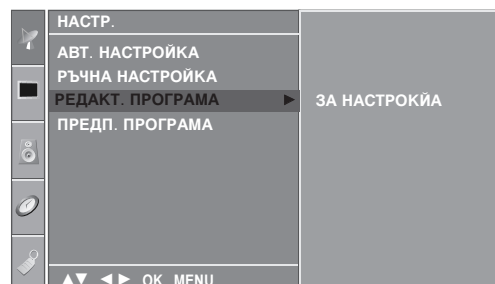 НАСТР.
АВТ. НАСТРОЙКА
РЪЧНА НАСТРОЙКА
РЕДАКТ. ПРОГРАМА ► ЗА НАСТРОКЙА
ПРЕДП. ПРОГРАМА
▲▼ ◄► OK MENU